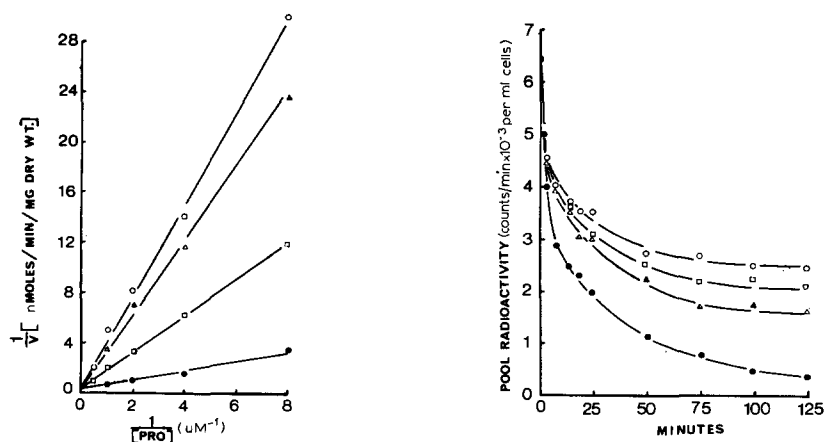 28
24
20
16
12
8
4
0
0 2 4 6 8
1/V [ nMOLES/MIN/MG DRY WT.]
1/[PRO] (uM⁻¹)
7
6
5
4
3
2
1
0
0 25 50 75 100 125
POOL RADIOACTIVITY (counts/min×10⁻³ per ml cells)
MINUTES